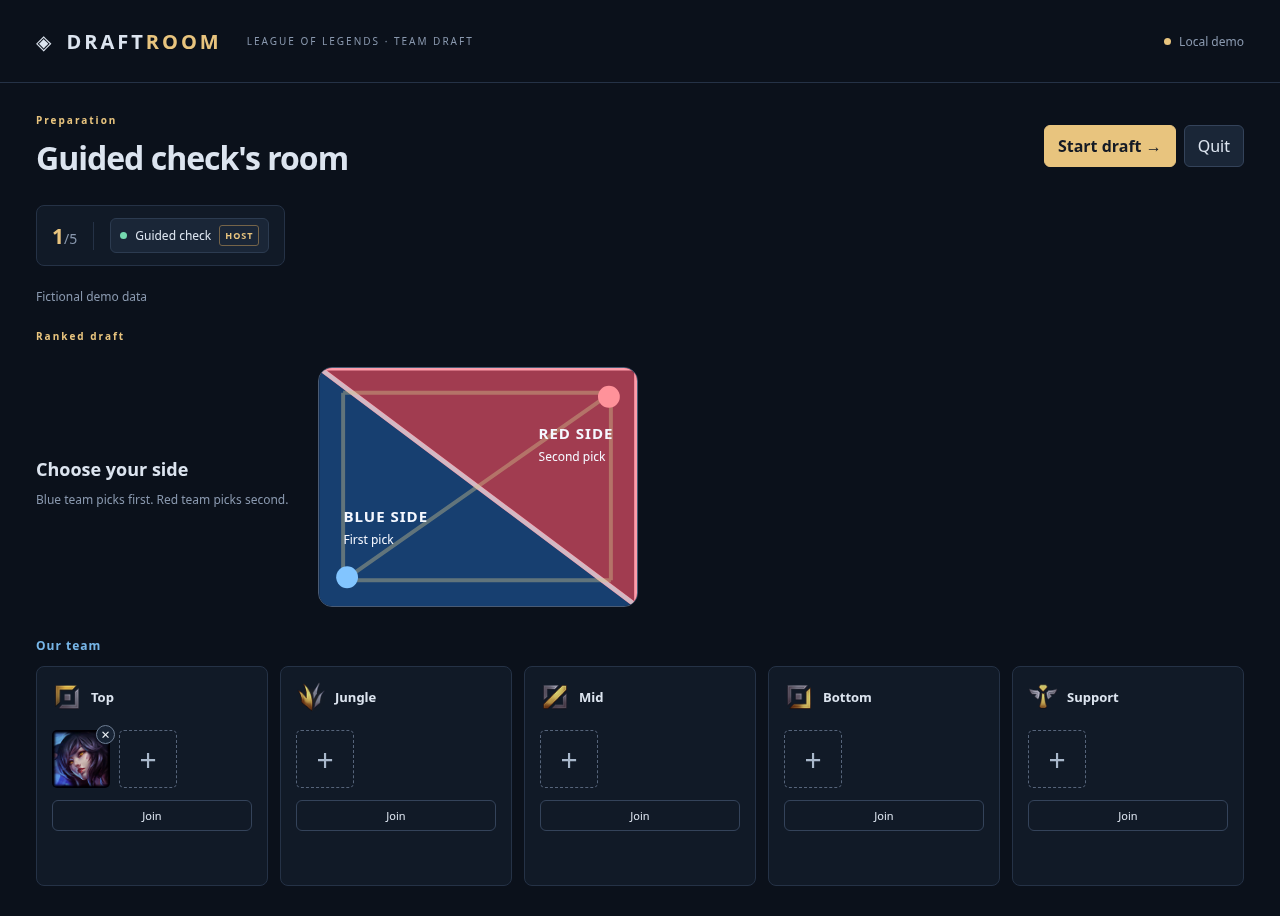 ◈ DRAFTROOM LEAGUE OF LEGENDS · TEAM DRAFT
Local demo
Preparation
Guided check's room
Start draft →
Quit
1/5
Guided check HOST
Fictional demo data
Ranked draft
Choose your side
Blue team picks first. Red team picks second.
RED SIDE
Second pick
BLUE SIDE
First pick
Our team
Top
✕
+
Join
Jungle
+
Join
Mid
+
Join
Bottom
+
Join
Support
+
Join